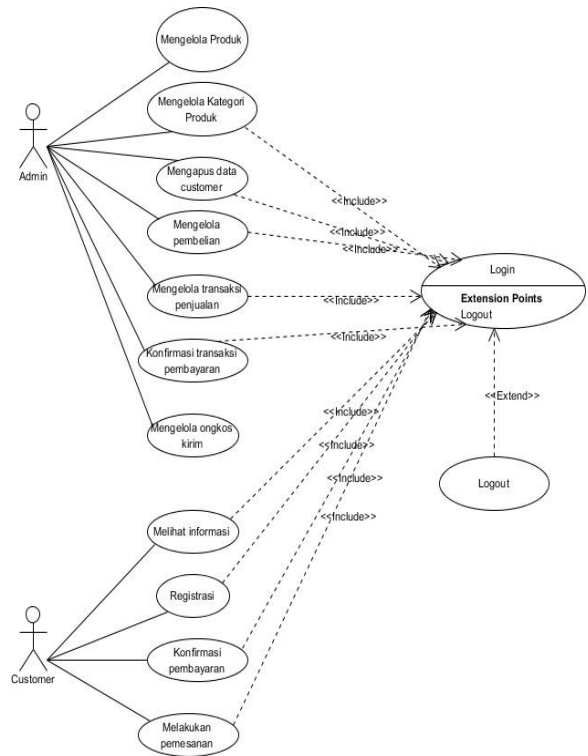 Mengelola Produk
Mengelola Kategori
Produk
Admin
Mengapus data
customer
<<Include>>
<<Include>>
<<Include>>
Mengelola
pembelian
Login
Extension Points
Logout
Mengelola transaksi
penjualan
<<Include>>
Konfirmasi transaksi
pembayaran
<<Include>>
<<Extend>>
Mengelola ongkos
kirim
<<Include>>
<<Include>>
<<Include>>
<<Include>>
Logout
Melihat informasi
Registrasi
Customer
Konfirmasi
pembayaran
Melakukan
pemesanan